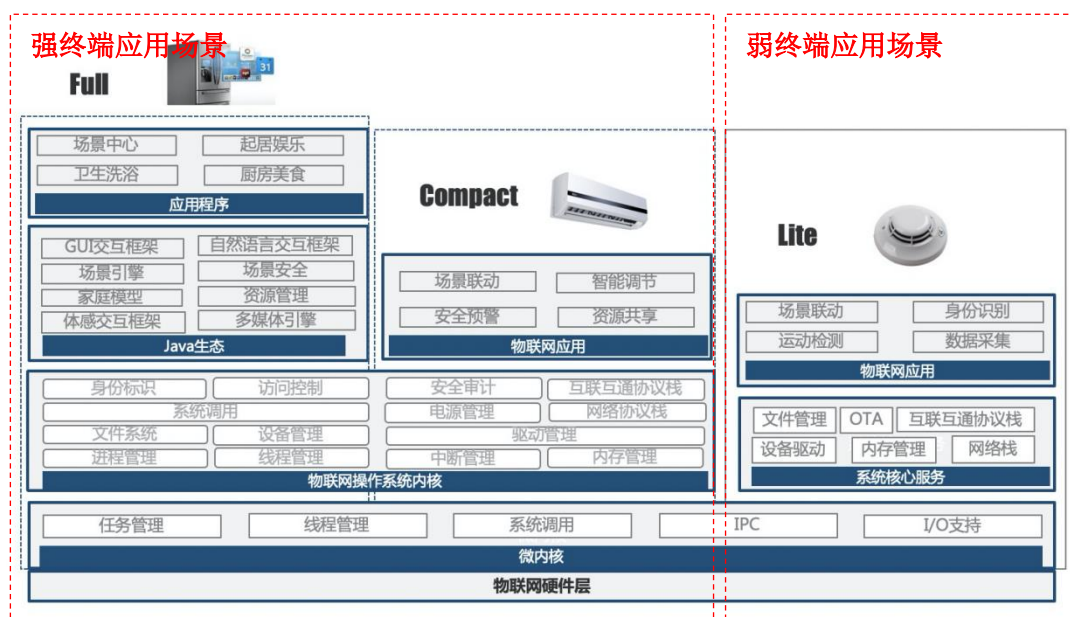 强终端应用场景
弱终端应用场景
Full
31
场景中心
起居娱乐
卫生洗浴
厨房美食
应用程序
GUI交互框架
自然语言交互框架
场景引擎
场景安全
家庭模型
资源管理
体感交互框架
多媒体引擎
Java生态
Compact
场景联动
智能调节
安全预警
资源共享
物联网应用
Lite
场景联动
身份识别
运动检测
数据采集
物联网应用
身份标识
访问控制
安全审计
互联互通协议栈
系统调用
电源管理
网络协议栈
文件系统
设备管理
驱动管理
进程管理
线程管理
中断管理
内存管理
物联网操作系统内核
文件管理
OTA
互联互通协议栈
设备驱动
内存管理
网络栈
系统核心服务
任务管理
线程管理
系统调用
IPC
I/O支持
微内核
物联网硬件层